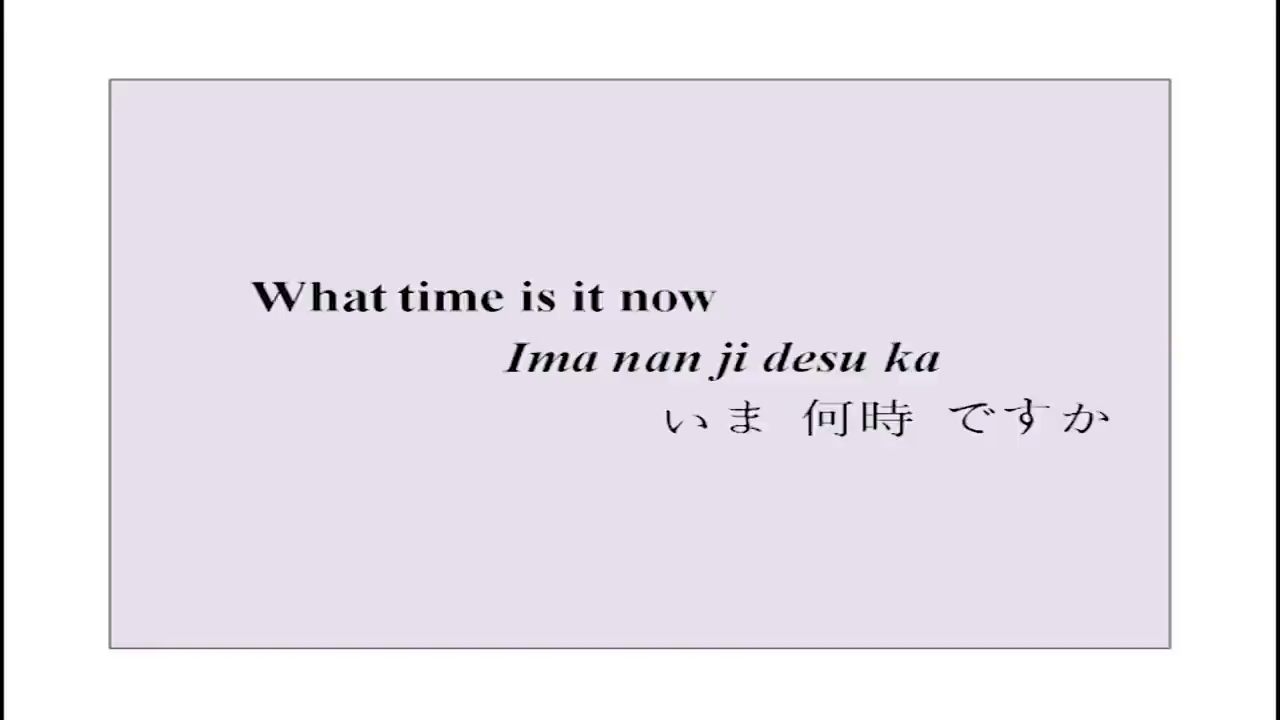 What time is it now
Ima nan ji desu ka
いま 何時 ですか